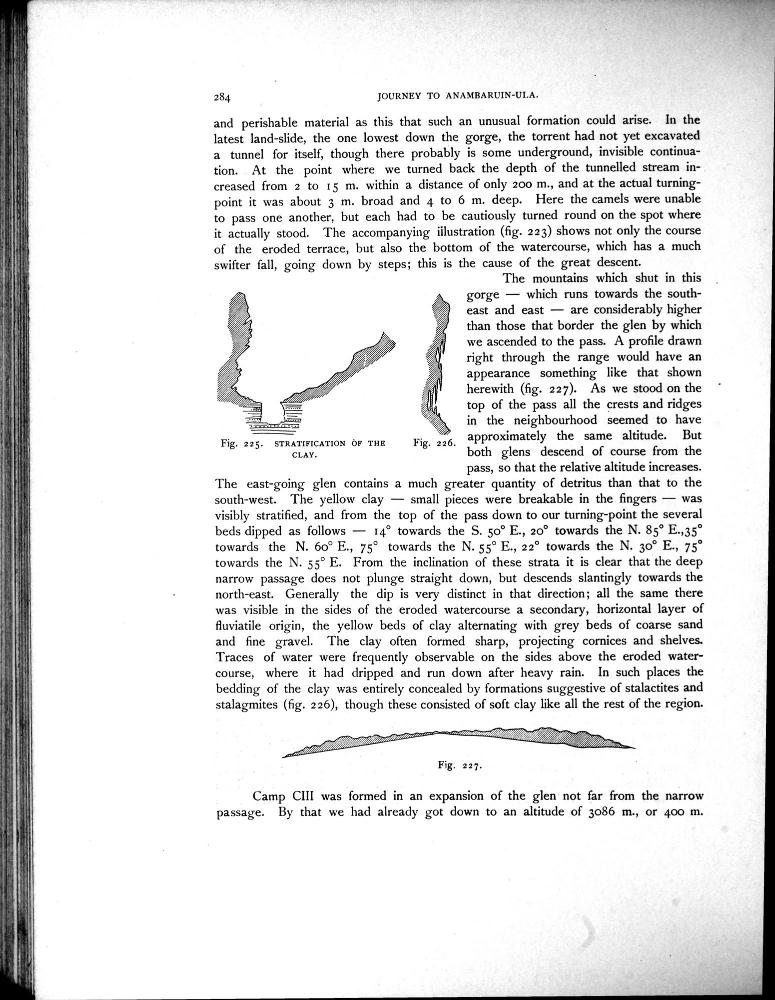 284
JOURNEY TO ANAMBARUIN-ULA.
and perishable material as this that such an unusual formation could arise. In the
latest land-slide, the one lowest down the gorge, the torrent had not yet excavated
a tunnel for itself, though there probably is some underground, invisible continua-
tion. At the point where we turned back the depth of the tunnelled stream in-
creased from 2 to 15 m. within a distance of only 200 m., and at the actual turning-
point it was about 3 m. broad and 4 to 6 m. deep. Here the camels were unable
to pass one another, but each had to be cautiously turned round on the spot where
it actually stood. The accompanying illustration (fig. 223) shows not only the course
of the eroded terrace, but also the bottom of the watercourse, which has a much
swifter fall, going down by steps; this is the cause of the great descent.
The mountains which shut in this
gorge — which runs towards the south-
east and east — are considerably higher
than those that border the glen by which
we ascended to the pass. A profile drawn
right through the range would have an
appearance something like that shown
herewith (fig. 227). As we stood on the
top of the pass all the crests and ridges
in the neighbourhood seemed to have
approximately the same altitude. But
both glens descend of course from the
pass, so that the relative altitude increases.
Fig. 225. STRATIFICATION OF THE
CLAY.
Fig. 226.
The east-going glen contains a much greater quantity of detritus than that to the
south-west. The yellow clay — small pieces were breakable in the fingers — was
visibly stratified, and from the top of the pass down to our turning-point the several
beds dipped as follows — 14° towards the S. 50° E., 20° towards the N. 85° E.,35°
towards the N. 60° E., 75° towards the N. 55° E., 22° towards the N. 30° E., 75°
towards the N. 55° E. From the inclination of these strata it is clear that the deep
narrow passage does not plunge straight down, but descends slantingly towards the
north-east. Generally the dip is very distinct in that direction; all the same there
was visible in the sides of the eroded watercourse a secondary, horizontal layer of
fluviatile origin, the yellow beds of clay alternating with grey beds of coarse sand
and fine gravel. The clay often formed sharp, projecting cornices and shelves.
Traces of water were frequently observable on the sides above the eroded water-
course, where it had dripped and run down after heavy rain. In such places the
bedding of the clay was entirely concealed by formations suggestive of stalactites and
stalagmites (fig. 226), though these consisted of soft clay like all the rest of the region.
Fig. 227.
Camp CIII was formed in an expansion of the glen not far from the narrow
passage. By that we had already got down to an altitude of 3086 m., or 400 m.